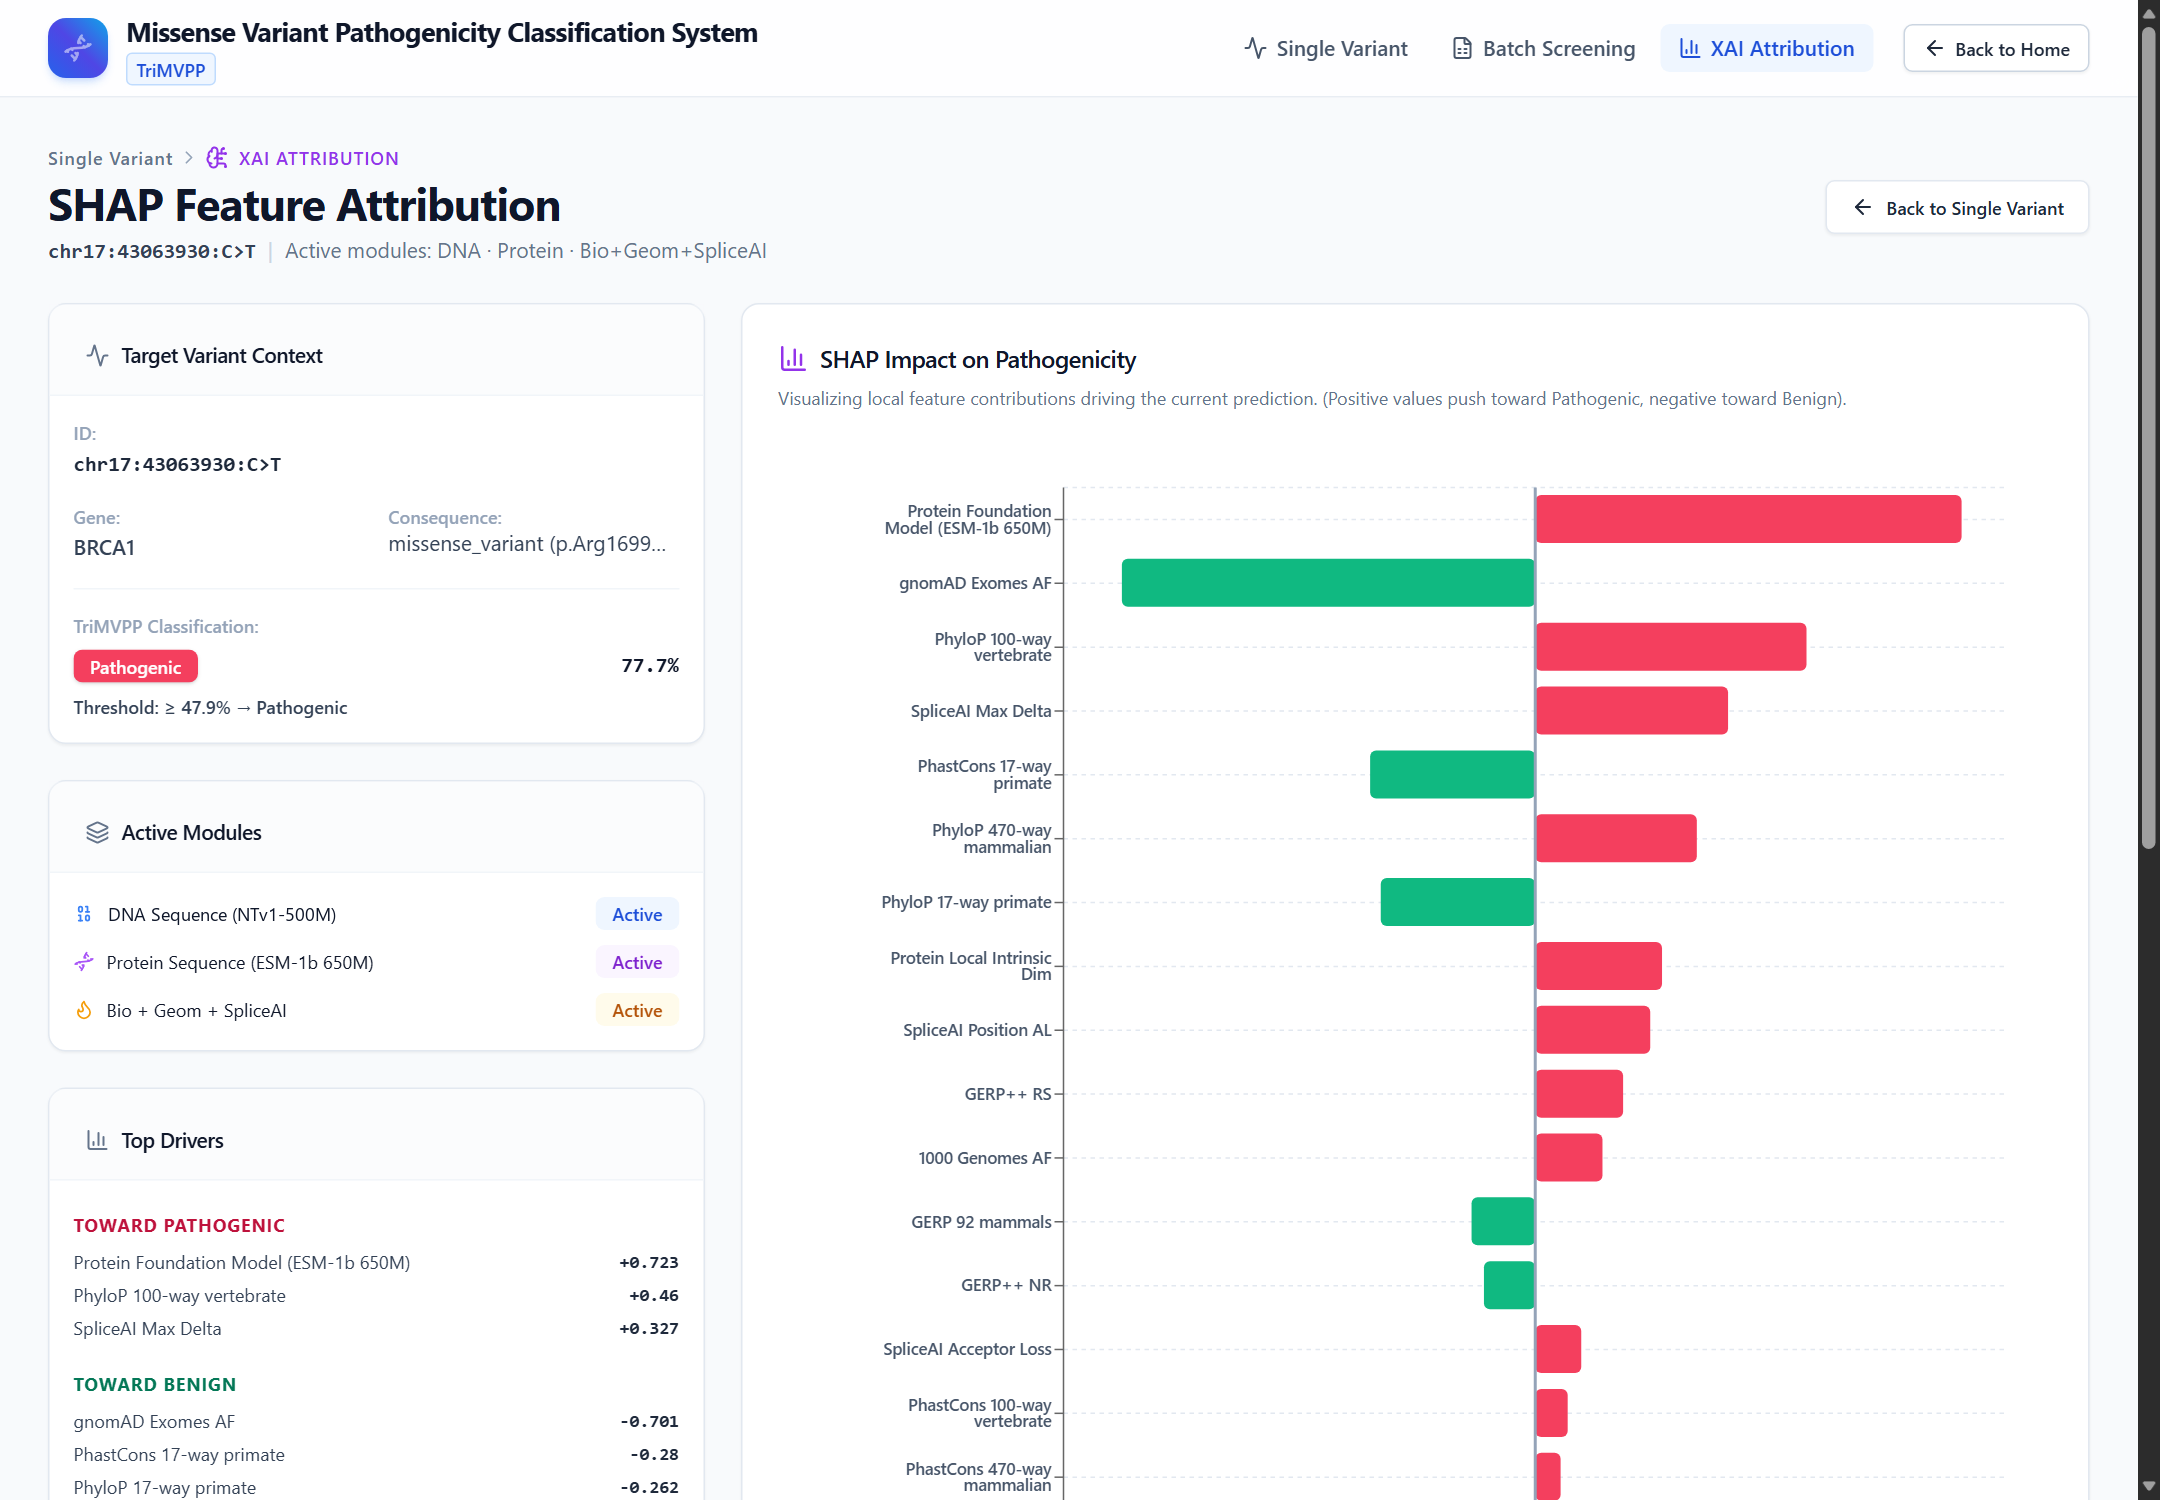 Missense Variant Pathogenicity Classification System
TriMVPP
Single Variant
Batch Screening
XAI Attribution
Back to Home
Single Variant > XAI ATTRIBUTION
SHAP Feature Attribution
chr17:43063930:C>T | Active modules: DNA · Protein · Bio+Geom+SpliceAI
Back to Single Variant
Target Variant Context
ID:
chr17:43063930:C>T
Gene:
BRCA1
Consequence:
missense_variant (p.Arg1699...
TriMVPP Classification:
Pathogenic
77.7%
Threshold: ≥ 47.9% → Pathogenic
Active Modules
DNA Sequence (NTv1-500M) Active
Protein Sequence (ESM-1b 650M) Active
Bio + Geom + SpliceAI Active
Top Drivers
TOWARD PATHOGENIC
Protein Foundation Model (ESM-1b 650M) +0.723
PhyloP 100-way vertebrate +0.46
SpliceAI Max Delta +0.327
TOWARD BENIGN
gnomAD Exomes AF -0.701
PhastCons 17-way primate -0.28
PhyloP 17-way primate -0.262
SHAP Impact on Pathogenicity
Visualizing local feature contributions driving the current prediction. (Positive values push toward Pathogenic, negative toward Benign).
Protein Foundation
Model (ESM-1b 650M)
gnomAD Exomes AF
PhyloP 100-way
vertebrate
SpliceAI Max Delta
PhastCons 17-way
primate
PhyloP 470-way
mammalian
PhyloP 17-way primate
Protein Local Intrinsic
Dim
SpliceAI Position AL
GERP++ RS
1000 Genomes AF
GERP 92 mammals
GERP++ NR
SpliceAI Acceptor Loss
PhastCons 100-way
vertebrate
PhastCons 470-way
mammalian